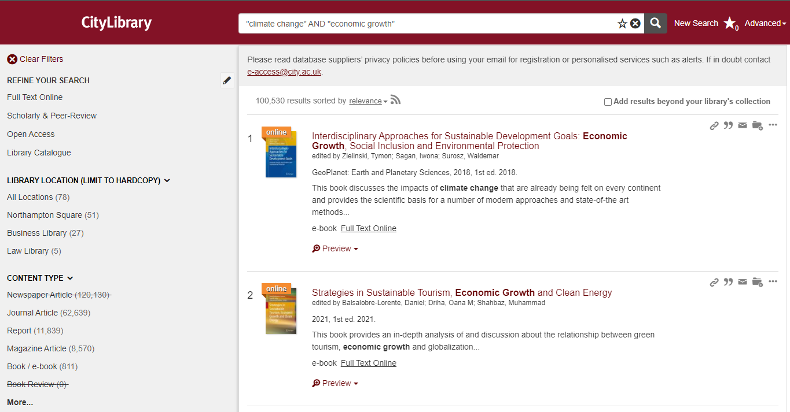 CityLibrary
"climate change" AND "economic growth"
New Search
0
Advanced
Clear Filters
REFINE YOUR SEARCH
Full Text Online
Scholarly & Peer-Review
Open Access
Library Catalogue
LIBRARY LOCATION (LIMIT TO HARDCOPY)
All Locations (78)
Northampton Square (51)
Business Library (27)
Law Library (5)
CONTENT TYPE
Newspaper Article (120,130)
Journal Article (62,639)
Report (11,839)
Magazine Article (8,570)
Book / e-book (811)
Book Review (0)
More...
Please read database suppliers' privacy policies before using your email for registration or personalised services such as alerts. If in doubt contact
e-access@city.ac.uk.
100,530 results sorted by relevance
Add results beyond your library's collection
1
online
Interdisciplinary Approaches for Sustainable Development Goals: Economic
Growth, Social Inclusion and Environmental Protection
edited by Zielinski, Tymon; Sagan, Iwona; Surosz, Waldemar
GeoPlanet: Earth and Planetary Sciences, 2018, 1st ed. 2018.
This book discusses the impacts of climate change that are already being felt on every continent
and provides the scientific basis for a number of modern approaches and state-of-the art
methods...
e-book Full Text Online
Preview
2
online
Strategies in Sustainable Tourism, Economic Growth and Clean Energy
edited by Balsalobre-Lorente, Daniel; Driha, Oana M; Shahbaz, Muhammad
2021, 1st ed. 2021.
This book provides an in-depth analysis of and discussion about the relationship between green
tourism, economic growth and globalization...
e-book Full Text Online
Preview